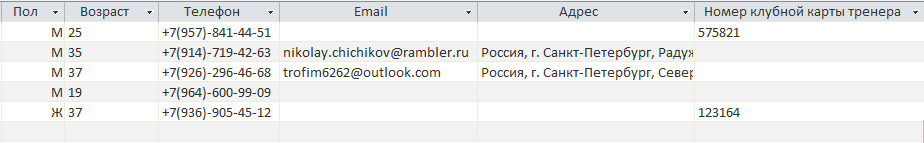 Пол Возраст Телефон Email Адрес Номер клубной карты тренера
М 25 +7(957)-841-44-51 575821
М 35 +7(914)-719-42-63 nikolay.chichikov@rambler.ru Россия, г. Санкт-Петербург, Радуж
М 37 +7(926)-296-46-68 trofim6262@outlook.com Россия, г. Санкт-Петербург, Север
М 19 +7(964)-600-99-09
Ж 37 +7(936)-905-45-12 123164